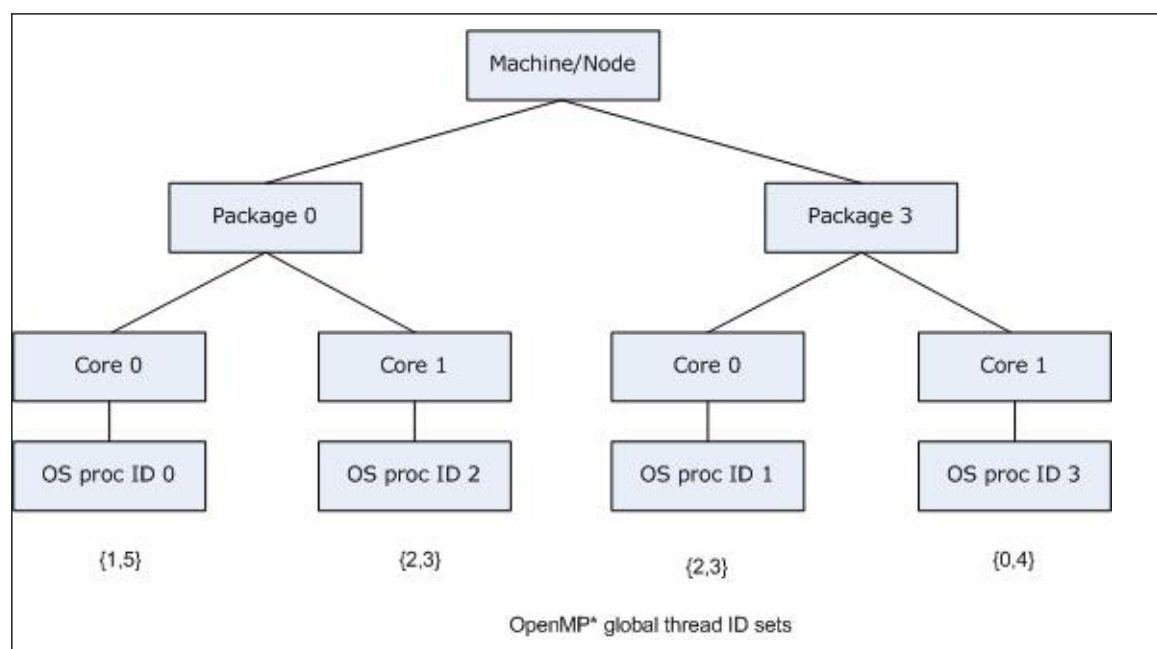 Machine/Node
Package 0
Package 3
Core 0
Core 1
Core 0
Core 1
OS proc ID 0
OS proc ID 2
OS proc ID 1
OS proc ID 3
{1,5}
{2,3}
{2,3}
{0,4}
OpenMP* global thread ID sets